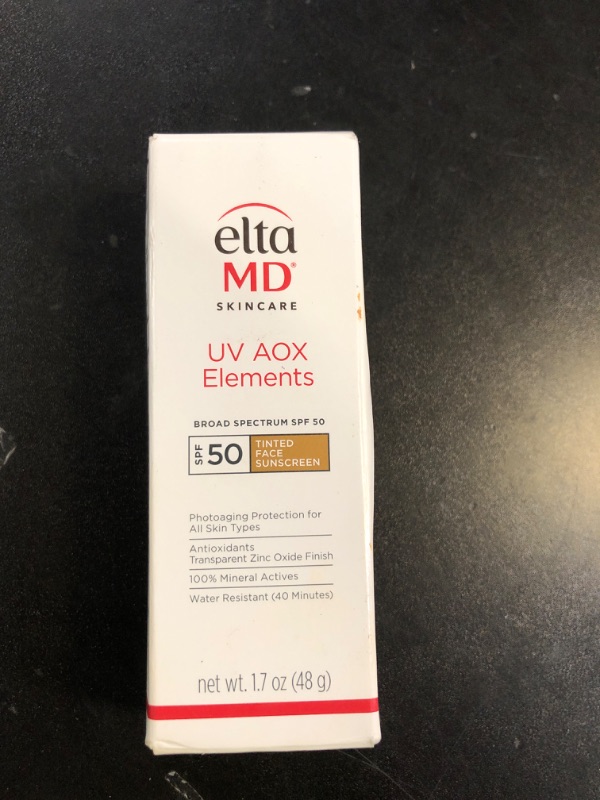 elta
MD®
SKINCARE
UV AOX
Elements
BROAD SPECTRUM SPF 50
SPF 50 TINTED
FACE
SUNSCREEN
Photoaging Protection for
All Skin Types
Antioxidants
Transparent Zinc Oxide Finish
100% Mineral Actives
Water Resistant (40 Minutes)
net wt. 1.7 oz (48 g)